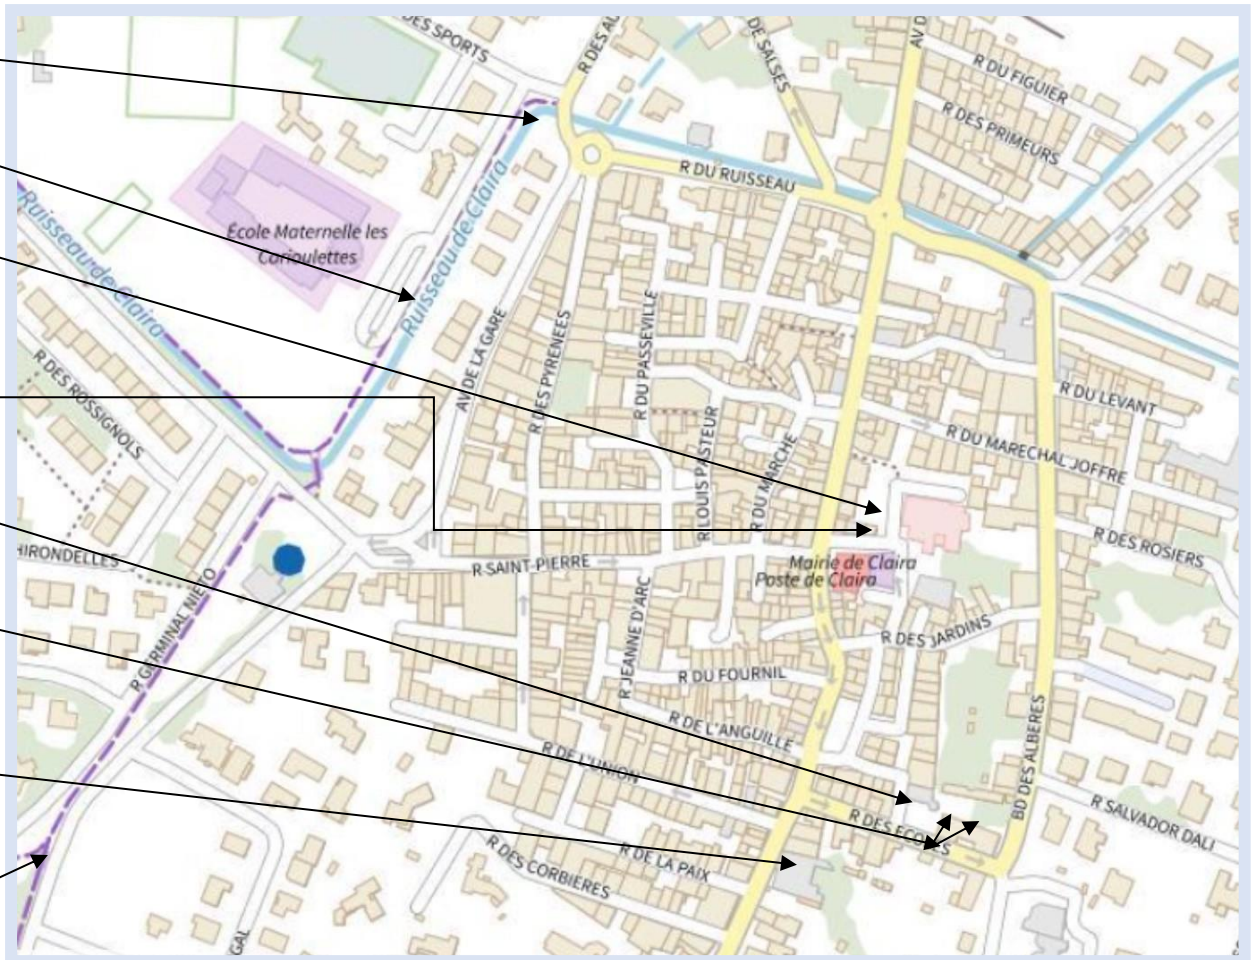 DES SPORTS
R DES AL
DE SALSES
AV D
R DU FIGUIER
R DES PRIMEURS
R DU RUISSEAU
Ruisseau de Claira
Ruisseau de Claira
École Maternelle les
Carioulettes
AV DE LA GARE
R DES PYRENEES
R DU PASSEVILLE
R DES ROSSIGNOLS
R LOUIS PASTEUR
R DU MARCHE
R DU LEVANT
R DU MARECHAL JOFFRE
R DES ROSIERS
HIRONDELLES
R SAINT-PIERRE
Mairie de Claira
Poste de Claira
R GERMINAL NIETO
R JEANNE D'ARC
R DES JARDINS
R DU FOURNIL
R DE L'ANGUILLE
R DE L'UNION
BD DES ALBERES
R DES ECOLES
R SALVADOR DALI
R DE LA PAIX
R DES CORBIERES
GAL